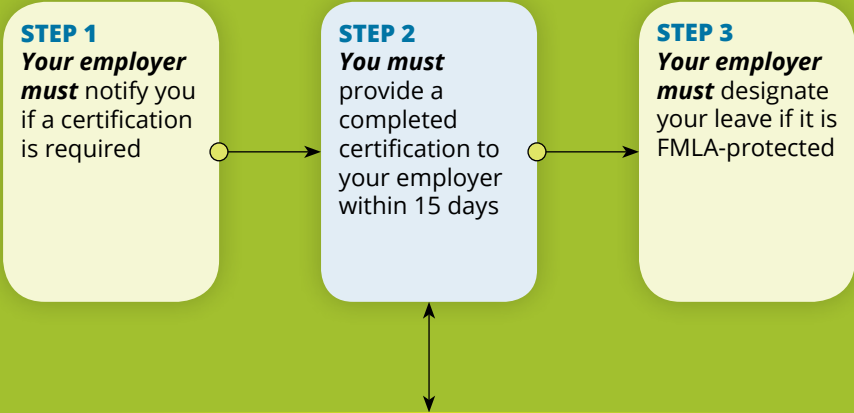 STEP 1
Your employer
must notify you
if a certification
is required
STEP 2
You must
provide a
completed
certification to
your employer
within 15 days
STEP 3
Your employer
must designate
your leave if it is
FMLA-protected